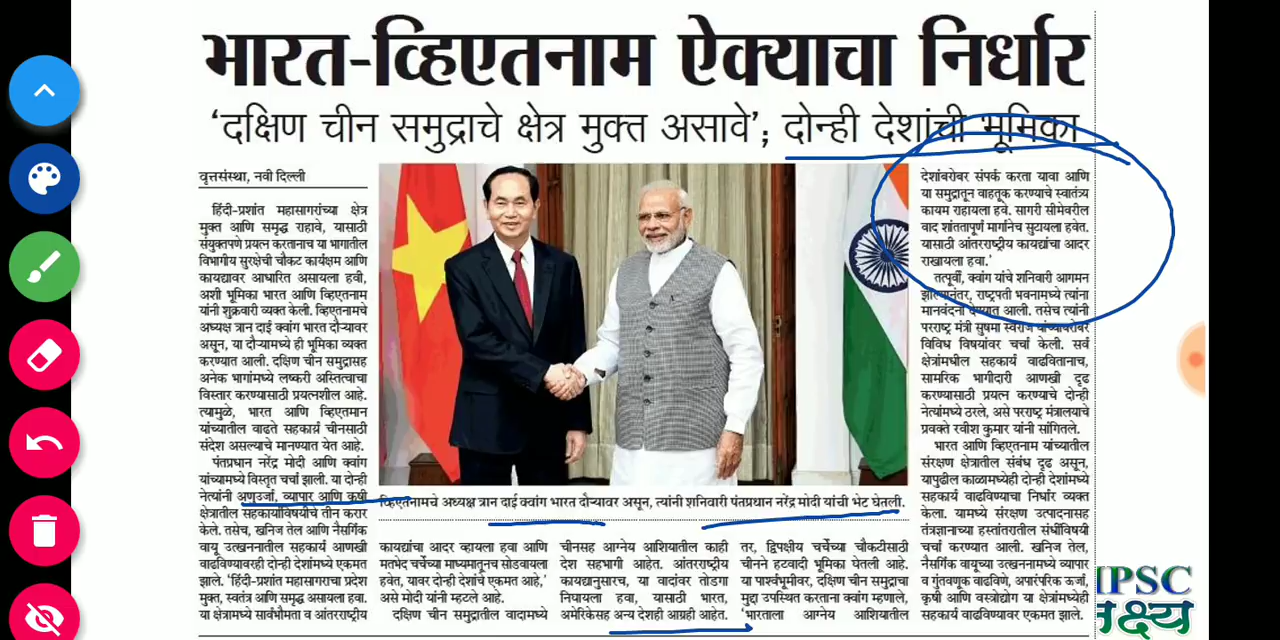 भारत-व्हिएतनाम ऐक्याचा निर्धार
‘दक्षिण चीन समुद्राचे क्षेत्र मुक्त असावे’; दोन्ही देशांची भूमिका
वृत्तसंस्था, नवी दिल्ली
हिंदी-प्रशांत महासागरांच्या क्षेत्र
मुक्त आणि समृद्ध राहावे, यासाठी
संयुक्तपणे प्रयत्न करतानाच या भागातील
विभागीय सुरक्षेची चौकट कार्यक्षम आणि
कायद्यावर आधारित असायला हवी,
अशी भूमिका भारत आणि व्हिएतनाम
यांनी शुक्रवारी व्यक्त केली. व्हिएतनामचे
अध्यक्ष त्रान दाई क्वांग भारत दौऱ्यावर
असून, या दौऱ्यामध्ये ही भूमिका व्यक्त
करण्यात आली. दक्षिण चीन समुद्रासह
अनेक भागांमध्ये लष्करी अस्तित्वाचा
विस्तार करण्यासाठी प्रयत्नशील आहे.
त्यामुळे, भारत आणि व्हिएतमान
यांच्यातील वाढते सहकार्य चीनसाठी
संदेश असल्याचे मानण्यात येत आहे.
पंतप्रधान नरेंद्र मोदी आणि क्वांग
यांच्यामध्ये विस्तृत चर्चा झाली. या दोन्ही
नेत्यांनी अणुउर्जा, व्यापार आणि कृषी
क्षेत्रातील सहकार्याविषयीचे तीन करार
केले. तसेच, खनिज तेल आणि नैसर्गिक
वायू उत्खननातील सहकार्य आणखी
वाढविण्यावरही दोन्ही देशांमध्ये एकमत
झाले. ‘हिंदी-प्रशांत महासागराचा प्रदेश
मुक्त, स्वतंत्र आणि समृद्ध असायला हवा.
या क्षेत्रामध्ये सार्वभौमता व आंतरराष्ट्रीय
व्हिएतनामचे अध्यक्ष त्रान दाई क्वांग भारत दौऱ्यावर असून, त्यांनी शनिवारी पंतप्रधान नरेंद्र मोदी यांची भेट घेतली.
कायद्यांचा आदर व्हायला हवा आणि
मतभेद चर्चेच्या माध्यमातूनच सोडवायला
हवेत, यावर दोन्ही देशांचे एकमत आहे,’
असे मोदी यांनी म्हटले आहे.
दक्षिण चीन समुद्रातील वादामध्ये
चीनसह आग्नेय आशियातील काही
देश सहभागी आहेत. आंतरराष्ट्रीय
कायद्यानुसारच, या वादांवर तोडगा
निघायला हवा, यासाठी भारत,
अमेरिकेसह अन्य देशही आग्रही आहेत.
तर, द्विपक्षीय चर्चेच्या चौकटीसाठी
चीनने हटवादी भूमिका घेतली आहे.
या पार्श्वभूमीवर, दक्षिण चीन समुद्राचा
मुद्दा उपस्थित करताना क्वांग म्हणाले,
‘भारताला आग्नेय आशियातील
देशांबरोबर संपर्क करता यावा आणि
या समुद्रातून वाहतूक करण्याचे स्वातंत्र्य
कायम राहायला हवे. सागरी सीमेवरील
वाद शांततापूर्ण मार्गानेच सुटायला हवेत.
यासाठी आंतरराष्ट्रीय कायद्यांचा आदर
राखायला हवा.’
तत्पूर्वी, क्वांग यांचे शनिवारी आगमन
झाल्यानंतर, राष्ट्रपती भवनामध्ये त्यांना
मानवंदना देण्यात आली. तसेच त्यांनी
परराष्ट्र मंत्री सुषमा स्वराज यांच्याबरोबर
विविध विषयांवर चर्चा केली. सर्व
क्षेत्रांमधील सहकार्य वाढवितानाच,
सामरिक भागीदारी आणखी दृढ
करण्यासाठी प्रयत्न करण्याचे दोन्ही
नेत्यांमध्ये ठरले, असे परराष्ट्र मंत्रालयाचे
प्रवक्ते रवीश कुमार यांनी सांगितले.
भारत आणि व्हिएतनाम यांच्यातील
संरक्षण क्षेत्रातील संबंध दृढ असून,
यापुढील काळामध्येही दोन्ही देशांमध्ये
सहकार्य वाढविण्याचा निर्धार व्यक्त
केला. यामध्ये संरक्षण उत्पादनासह
तंत्रज्ञानाच्या हस्तांतरातील संधींविषयी
चर्चा करण्यात आली. खनिज तेल,
नैसर्गिक वायूच्या उत्खननामध्ये व्यापार
व गुंतवणूक वाढविणे, अपारंपरिक ऊर्जा,
कृषी आणि वस्त्रोद्योग या क्षेत्रांमध्येही
सहकार्य वाढविण्यावर एकमत झाले.
MPSC
लक्ष्य